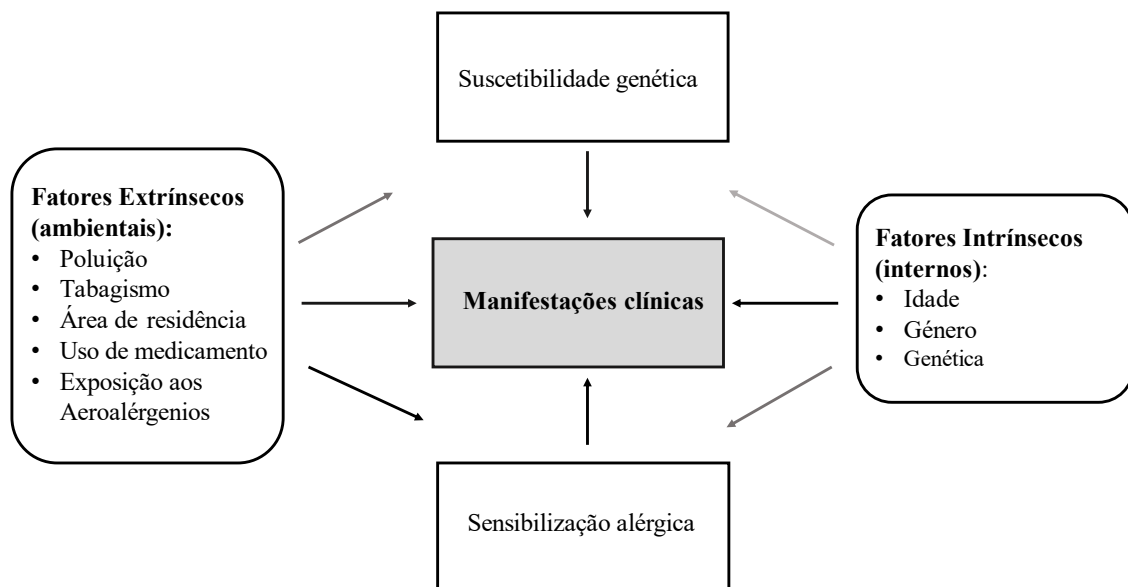 Suscetibilidade genética
Fatores Extrínsecos
(ambientais):
• Poluição
• Tabagismo
• Área de residência
• Uso de medicamento
• Exposição aos
Aeroalérgenios
Manifestações clínicas
Fatores Intrínsecos
(internos):
• Idade
• Género
• Genética
Sensibilização alérgica